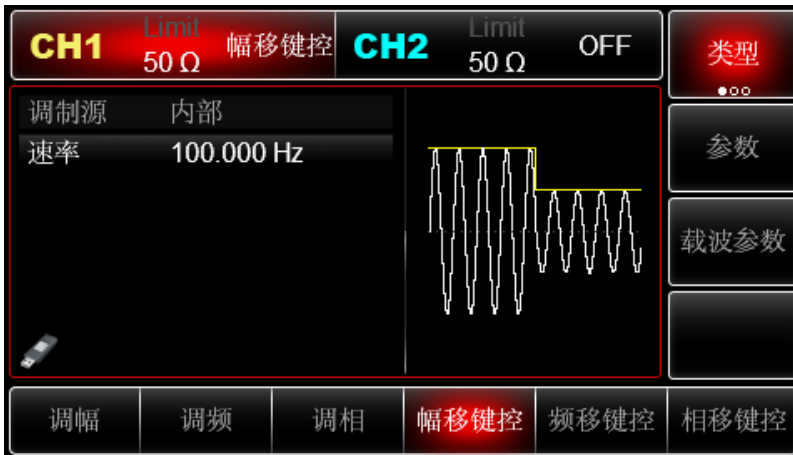 CH1 Limit 50 Ω 幅移键控 CH2 Limit 50 Ω OFF
类型
调制源 内部
速率 100.000 Hz
参数
载波参数
调幅 调频 调相 幅移键控 频移键控 相移键控